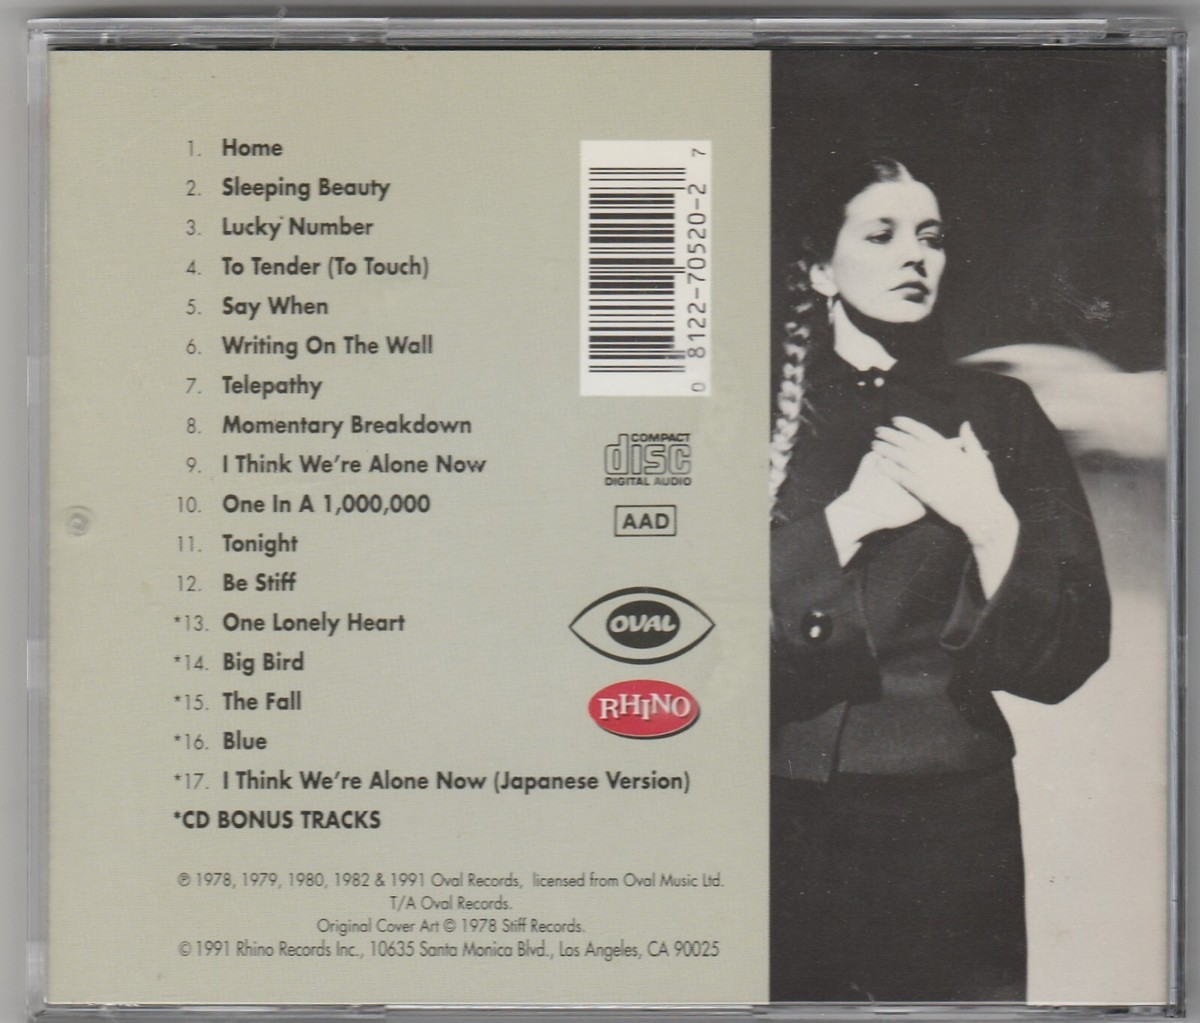 1. Home
2. Sleeping Beauty
3. Lucky Number
4. To Tender (To Touch)
5. Say When
6. Writing On The Wall
7. Telepathy
8. Momentary Breakdown
9. I Think We're Alone Now
10. One In A 1,000,000
11. Tonight
12. Be Stiff
*13. One Lonely Heart
*14. Big Bird
*15. The Fall
*16. Blue
*17. I Think We're Alone Now (Japanese Version)
*CD BONUS TRACKS
0 8122-70520-2 7
COMPACT
disc
DIGITAL AUDIO
AAD
OVAL
RHINO
℗ 1978, 1979, 1980, 1982 & 1991 Oval Records, licensed from Oval Music Ltd.
T/A Oval Records.
Original Cover Art © 1978 Stiff Records.
© 1991 Rhino Records Inc., 10635 Santa Monica Blvd., Los Angeles, CA 90025